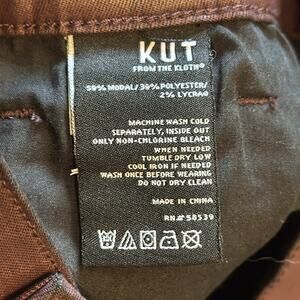 KUT
FROM THE KLOTH®
59% MODAL/39% POLYESTER/
2% LYCRA®
MACHINE WASH COLD
SEPARATELY, INSIDE OUT
ONLY NON-CHLORINE BLEACH
WHEN NEEDED
TUMBLE DRY LOW
COOL IRON IF NEEDED
WASH ONCE BEFORE WEARING
DO NOT DRY CLEAN
MADE IN CHINA
RN# 58539